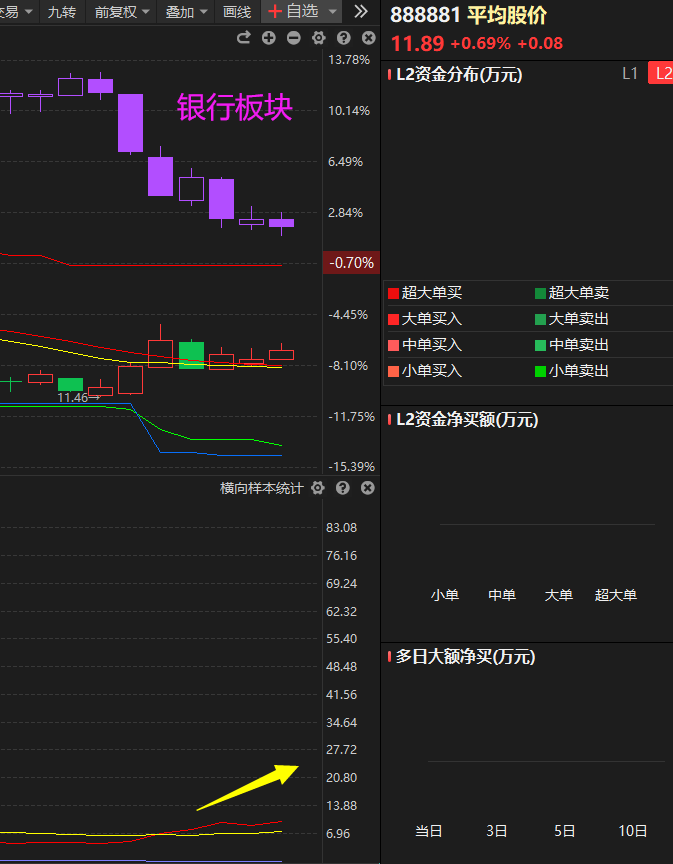 交易 九转 前复权 叠加 画线 +自选 »
银行板块
13.78%
10.14%
6.49%
2.84%
-0.70%
-4.45%
-8.10%
-11.75%
-15.39%
11.46→
横向样本统计
83.08
76.16
69.24
62.32
55.40
48.48
41.56
34.64
27.72
20.80
13.88
6.96
888881 平均股价
11.89 +0.69% +0.08
L2资金分布(万元) L1 L2
超大单买 超大单卖
大单买入 大单卖出
中单买入 中单卖出
小单买入 小单卖出
L2资金净买额(万元)
小单 中单 大单 超大单
多日大额净买(万元)
当日 3日 5日 10日